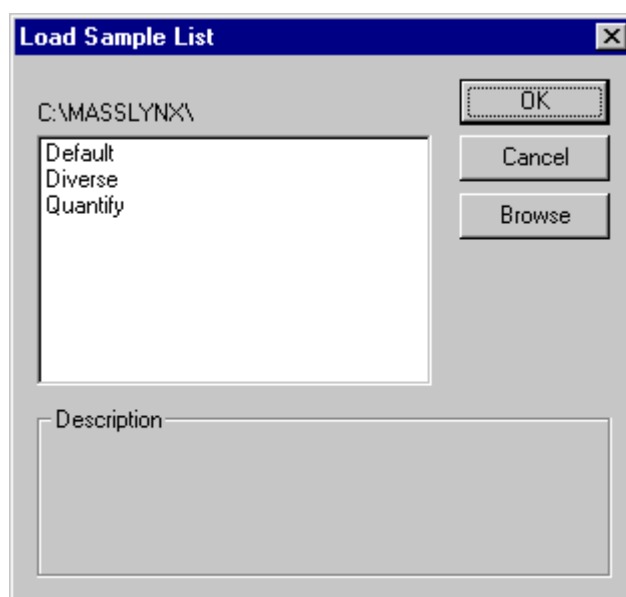 Load Sample List
C:\MASSLYNX\
OK
Default
Diverse
Quantify
Cancel
Browse
Description